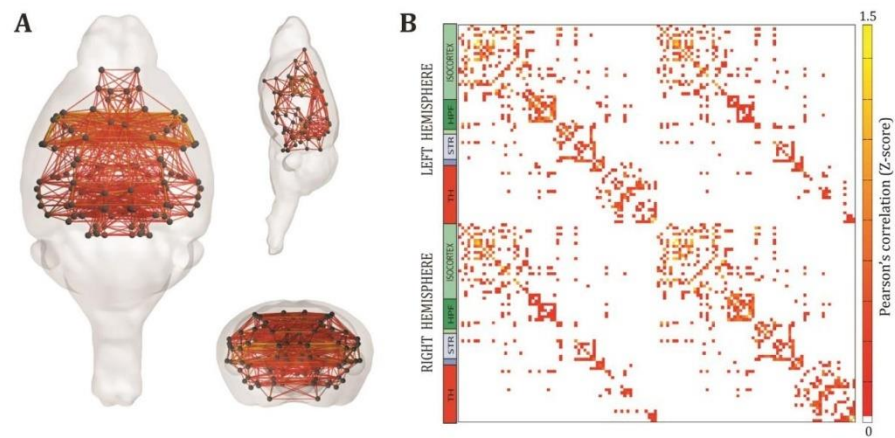 A
B
LEFT HEMISPHERE
ISOCORTEX
HPF
STR
TH
RIGHT HEMISPHERE
ISOCORTEX
HPF
STR
TH
1.5
Pearson's correlation (Z-score)
0